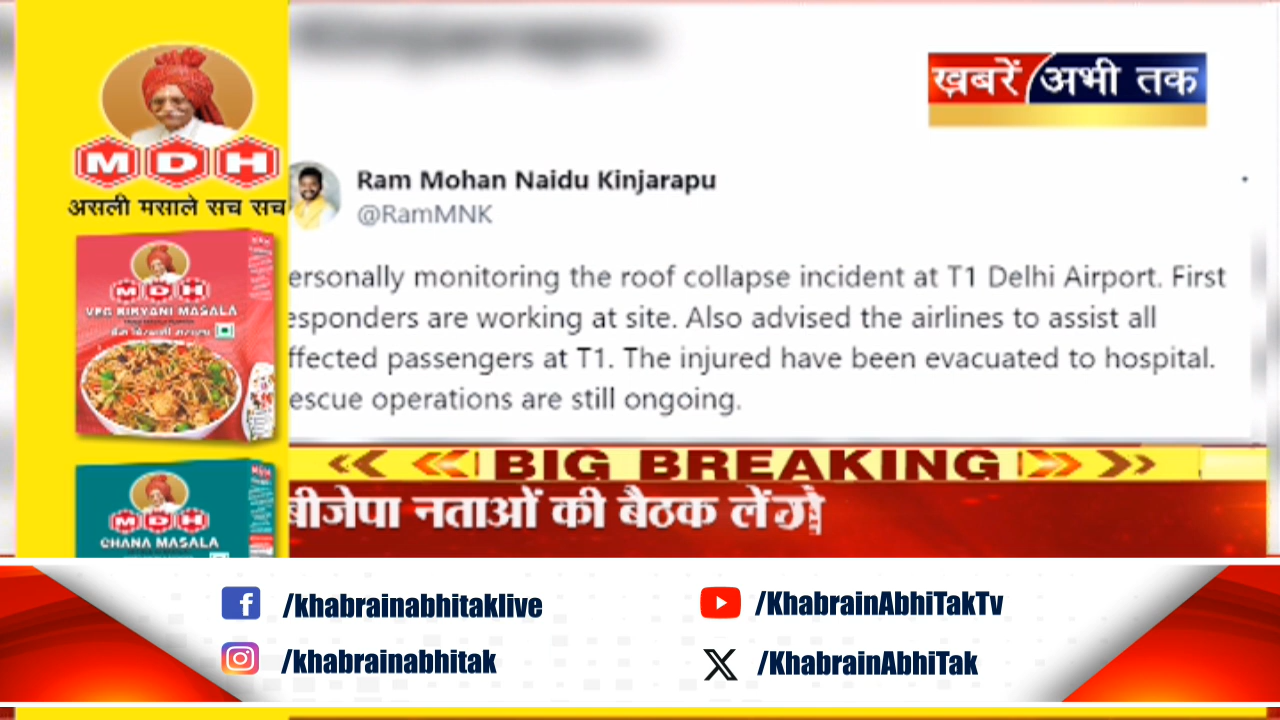 ख़बरें अभी तक
MDH
असली मसाले सच सच
MDH
VEG BIRYANI MASALA
MDH
CHANA MASALA
Ram Mohan Naidu Kinjarapu
@RamMNK
ersonally monitoring the roof collapse incident at T1 Delhi Airport. First
esponders are working at site. Also advised the airlines to assist all
ffected passengers at T1. The injured have been evacuated to hospital.
escue operations are still ongoing.
BIG BREAKING
बीजेपा नताओं की बैठक लेंगे
/khabrainabhitaklive
/KhabrainAbhiTakTv
/khabrainabhitak
/KhabrainAbhiTak